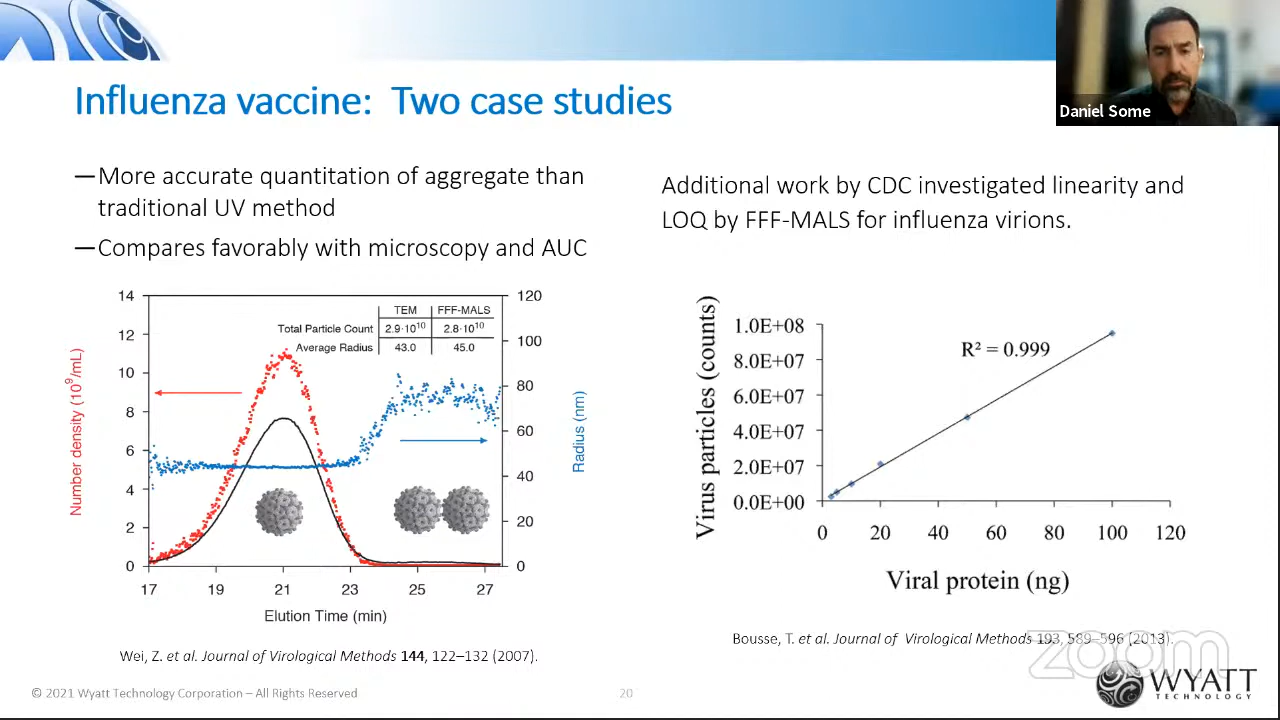 Daniel Some
Influenza vaccine: Two case studies
—More accurate quantitation of aggregate than
traditional UV method
—Compares favorably with microscopy and AUC
Additional work by CDC investigated linearity and
LOQ by FFF-MALS for influenza virions.
14
12
10
8
6
4
2
0
Number density (10⁹/mL)
TEM FFF-MALS
Total Particle Count 2.9·10¹⁰ 2.8·10¹⁰
Average Radius 43.0 45.0
120
100
80
60
40
20
0
Radius (nm)
17 19 21 23 25 27
Elution Time (min)
Wei, Z. et al. Journal of Virological Methods 144, 122–132 (2007).
Virus particles (counts)
1.0E+08
8.0E+07
6.0E+07
4.0E+07
2.0E+07
0.0E+00
R² = 0.999
0 20 40 60 80 100 120
Viral protein (ng)
Bousse, T. et al. Journal of Virological Methods 193, 589–596 (2013).
zoom
WYATT
TECHNOLOGY
© 2021 Wyatt Technology Corporation – All Rights Reserved
20